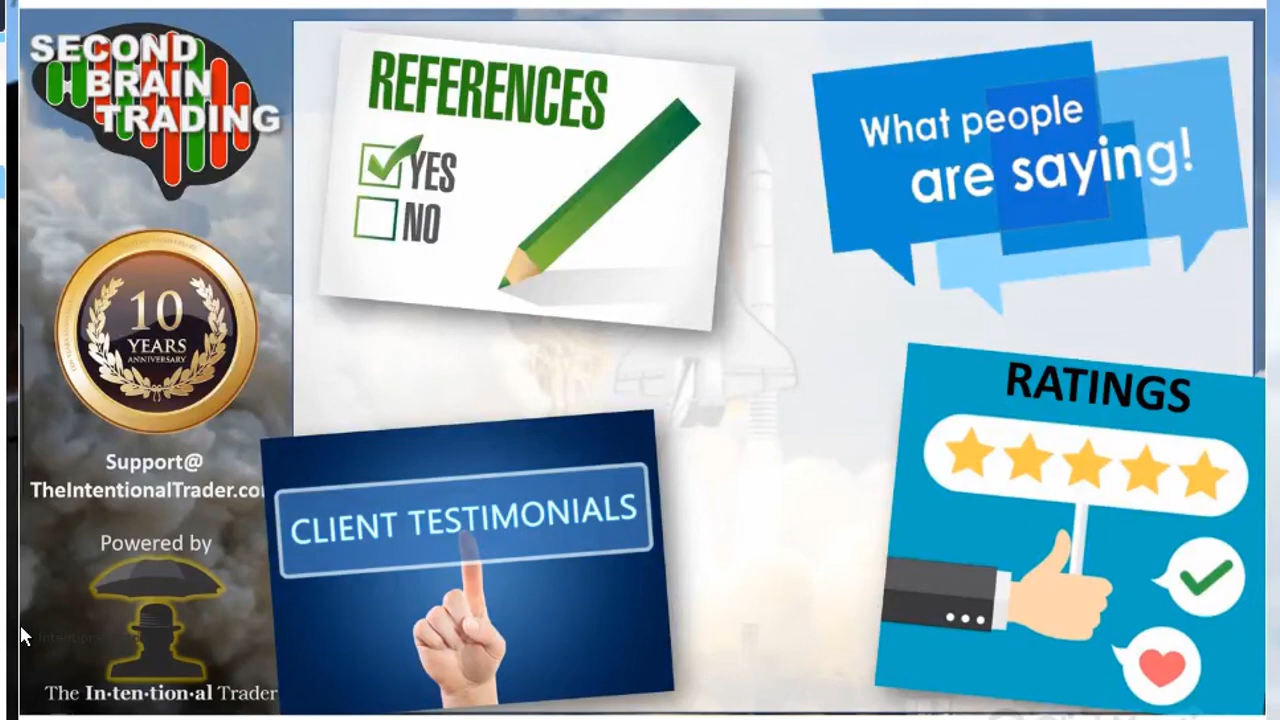 SECOND
BRAIN
TRADING
10
YEARS
ANNIVERSARY
Support@
TheIntentionalTrader.co
Powered by
The In·ten·tion·al Trader
REFERENCES
YES
NO
What people
are saying!
CLIENT TESTIMONIALS
RATINGS